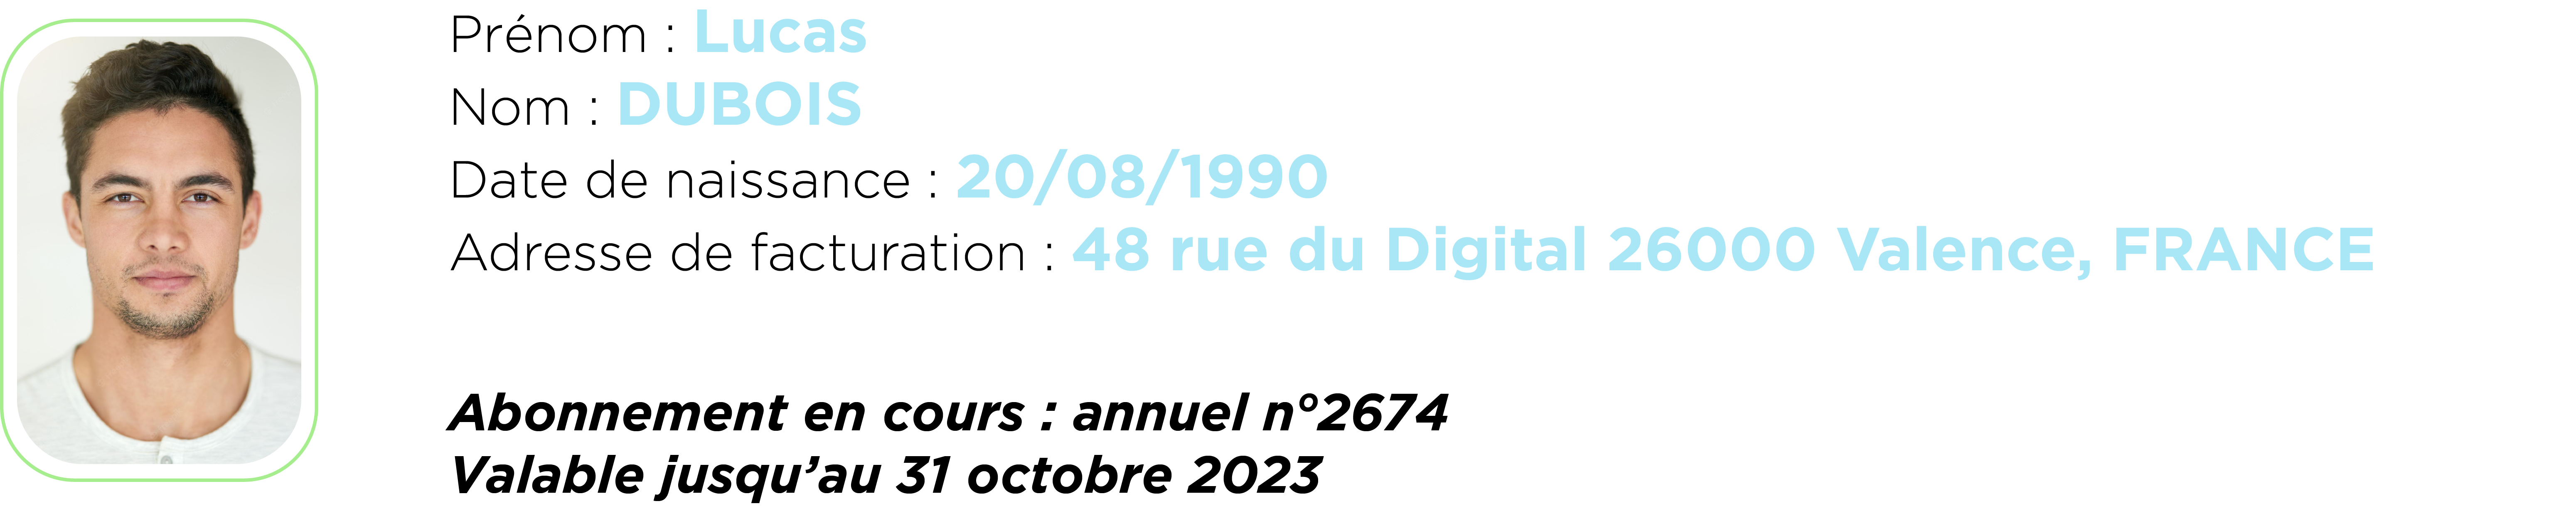 Prénom : Lucas
Nom : DUBOIS
Date de naissance : 20/08/1990
Adresse de facturation : 48 rue du Digital 26000 Valence, FRANCE
Abonnement en cours : annuel n°2674
Valable jusqu’au 31 octobre 2023